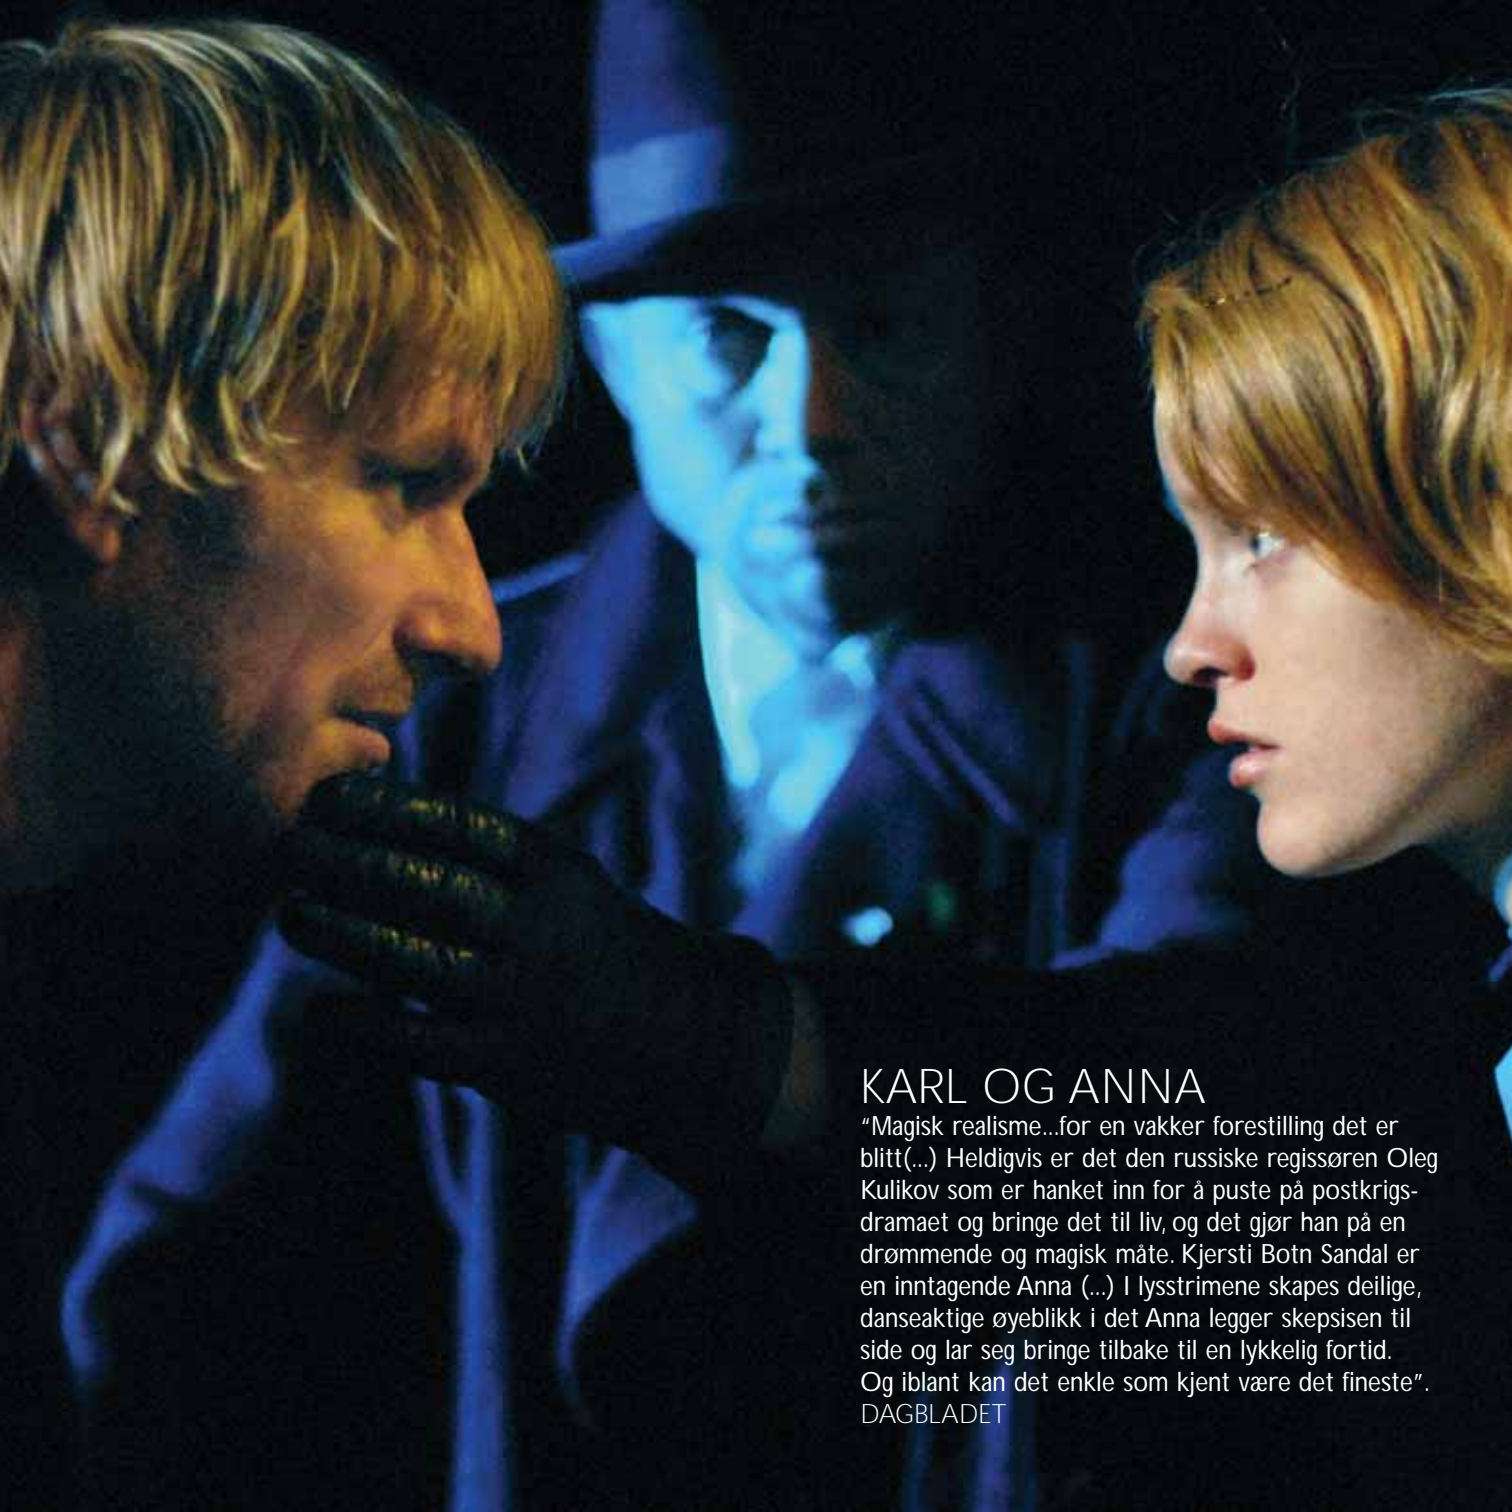 KARL OG ANNA
“Magisk realisme...for en vakker forestilling det er
blitt(...) Heldigvis er det den russiske regissøren Oleg
Kulikov som er hanket inn for å puste på postkrigs-
dramaet og bringe det til liv, og det gjør han på en
drømmende og magisk måte. Kjersti Botn Sandal er
en inntagende Anna (...) I lysstrimene skapes deilige,
danseaktige øyeblikk i det Anna legger skepsisen til
side og lar seg bringe tilbake til en lykkelig fortid.
Og iblant kan det enkle som kjent være det fineste”.
DAGBLADET